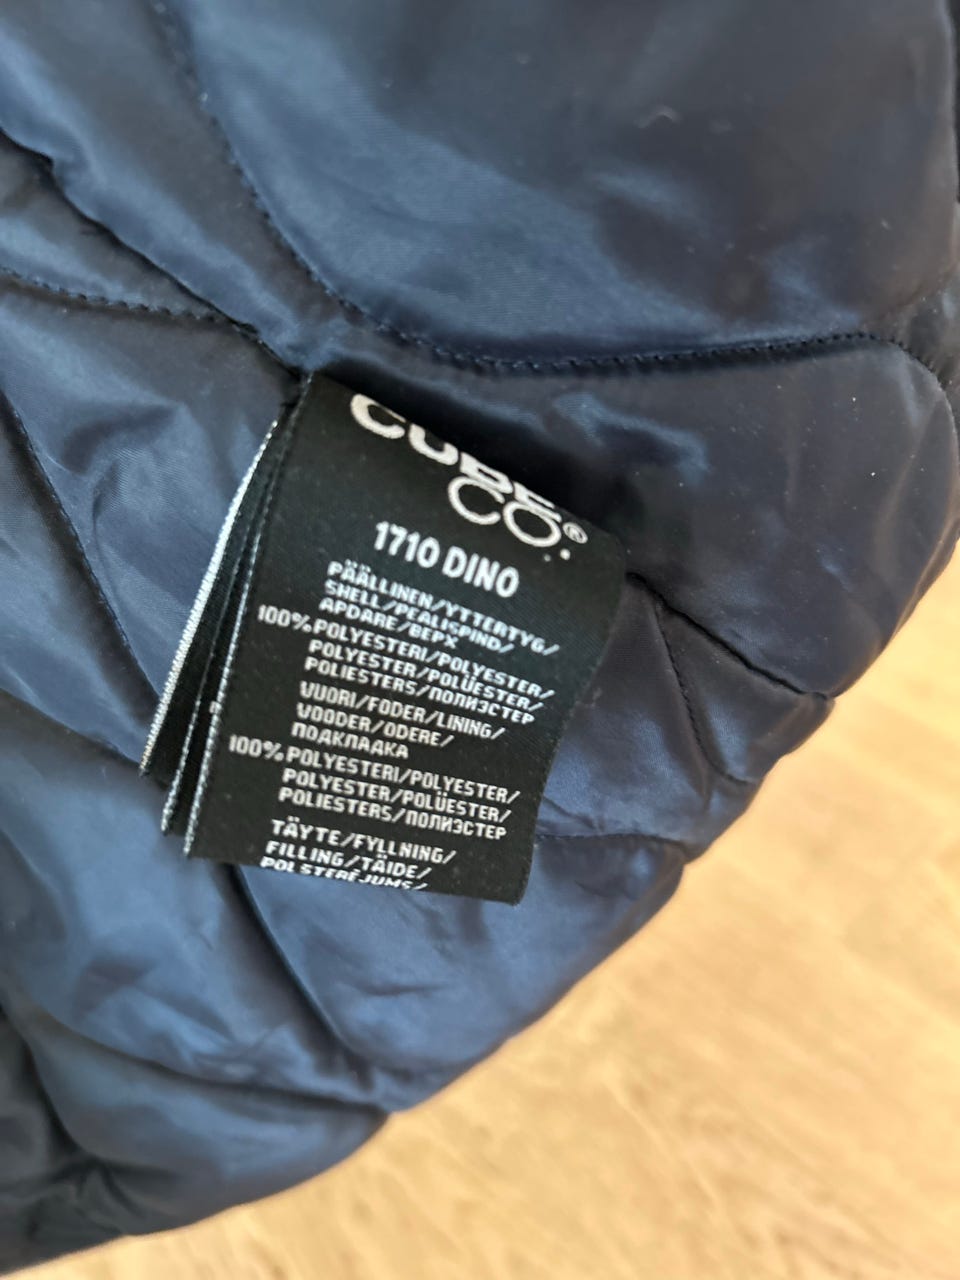 CUBE
CO.®
1710 DINO
PÄÄLLINEN/YTTERTYG/
SHELL/PEALISPIND/
APDARE/ВЕРХ
100% POLYESTERI/POLYESTER/
POLYESTER/POLÜESTER/
POLIESTERS/ПОЛИЭСТЕР
VUORI/FODER/LINING/
VOODER/ODERE/
ПОДКЛАДКА
100% POLYESTERI/POLYESTER/
POLYESTER/POLÜESTER/
POLIESTERS/ПОЛИЭСТЕР
TÄYTE/FYLLNING/
FILLING/TÄIDE/
POLSTERĒJUMS/